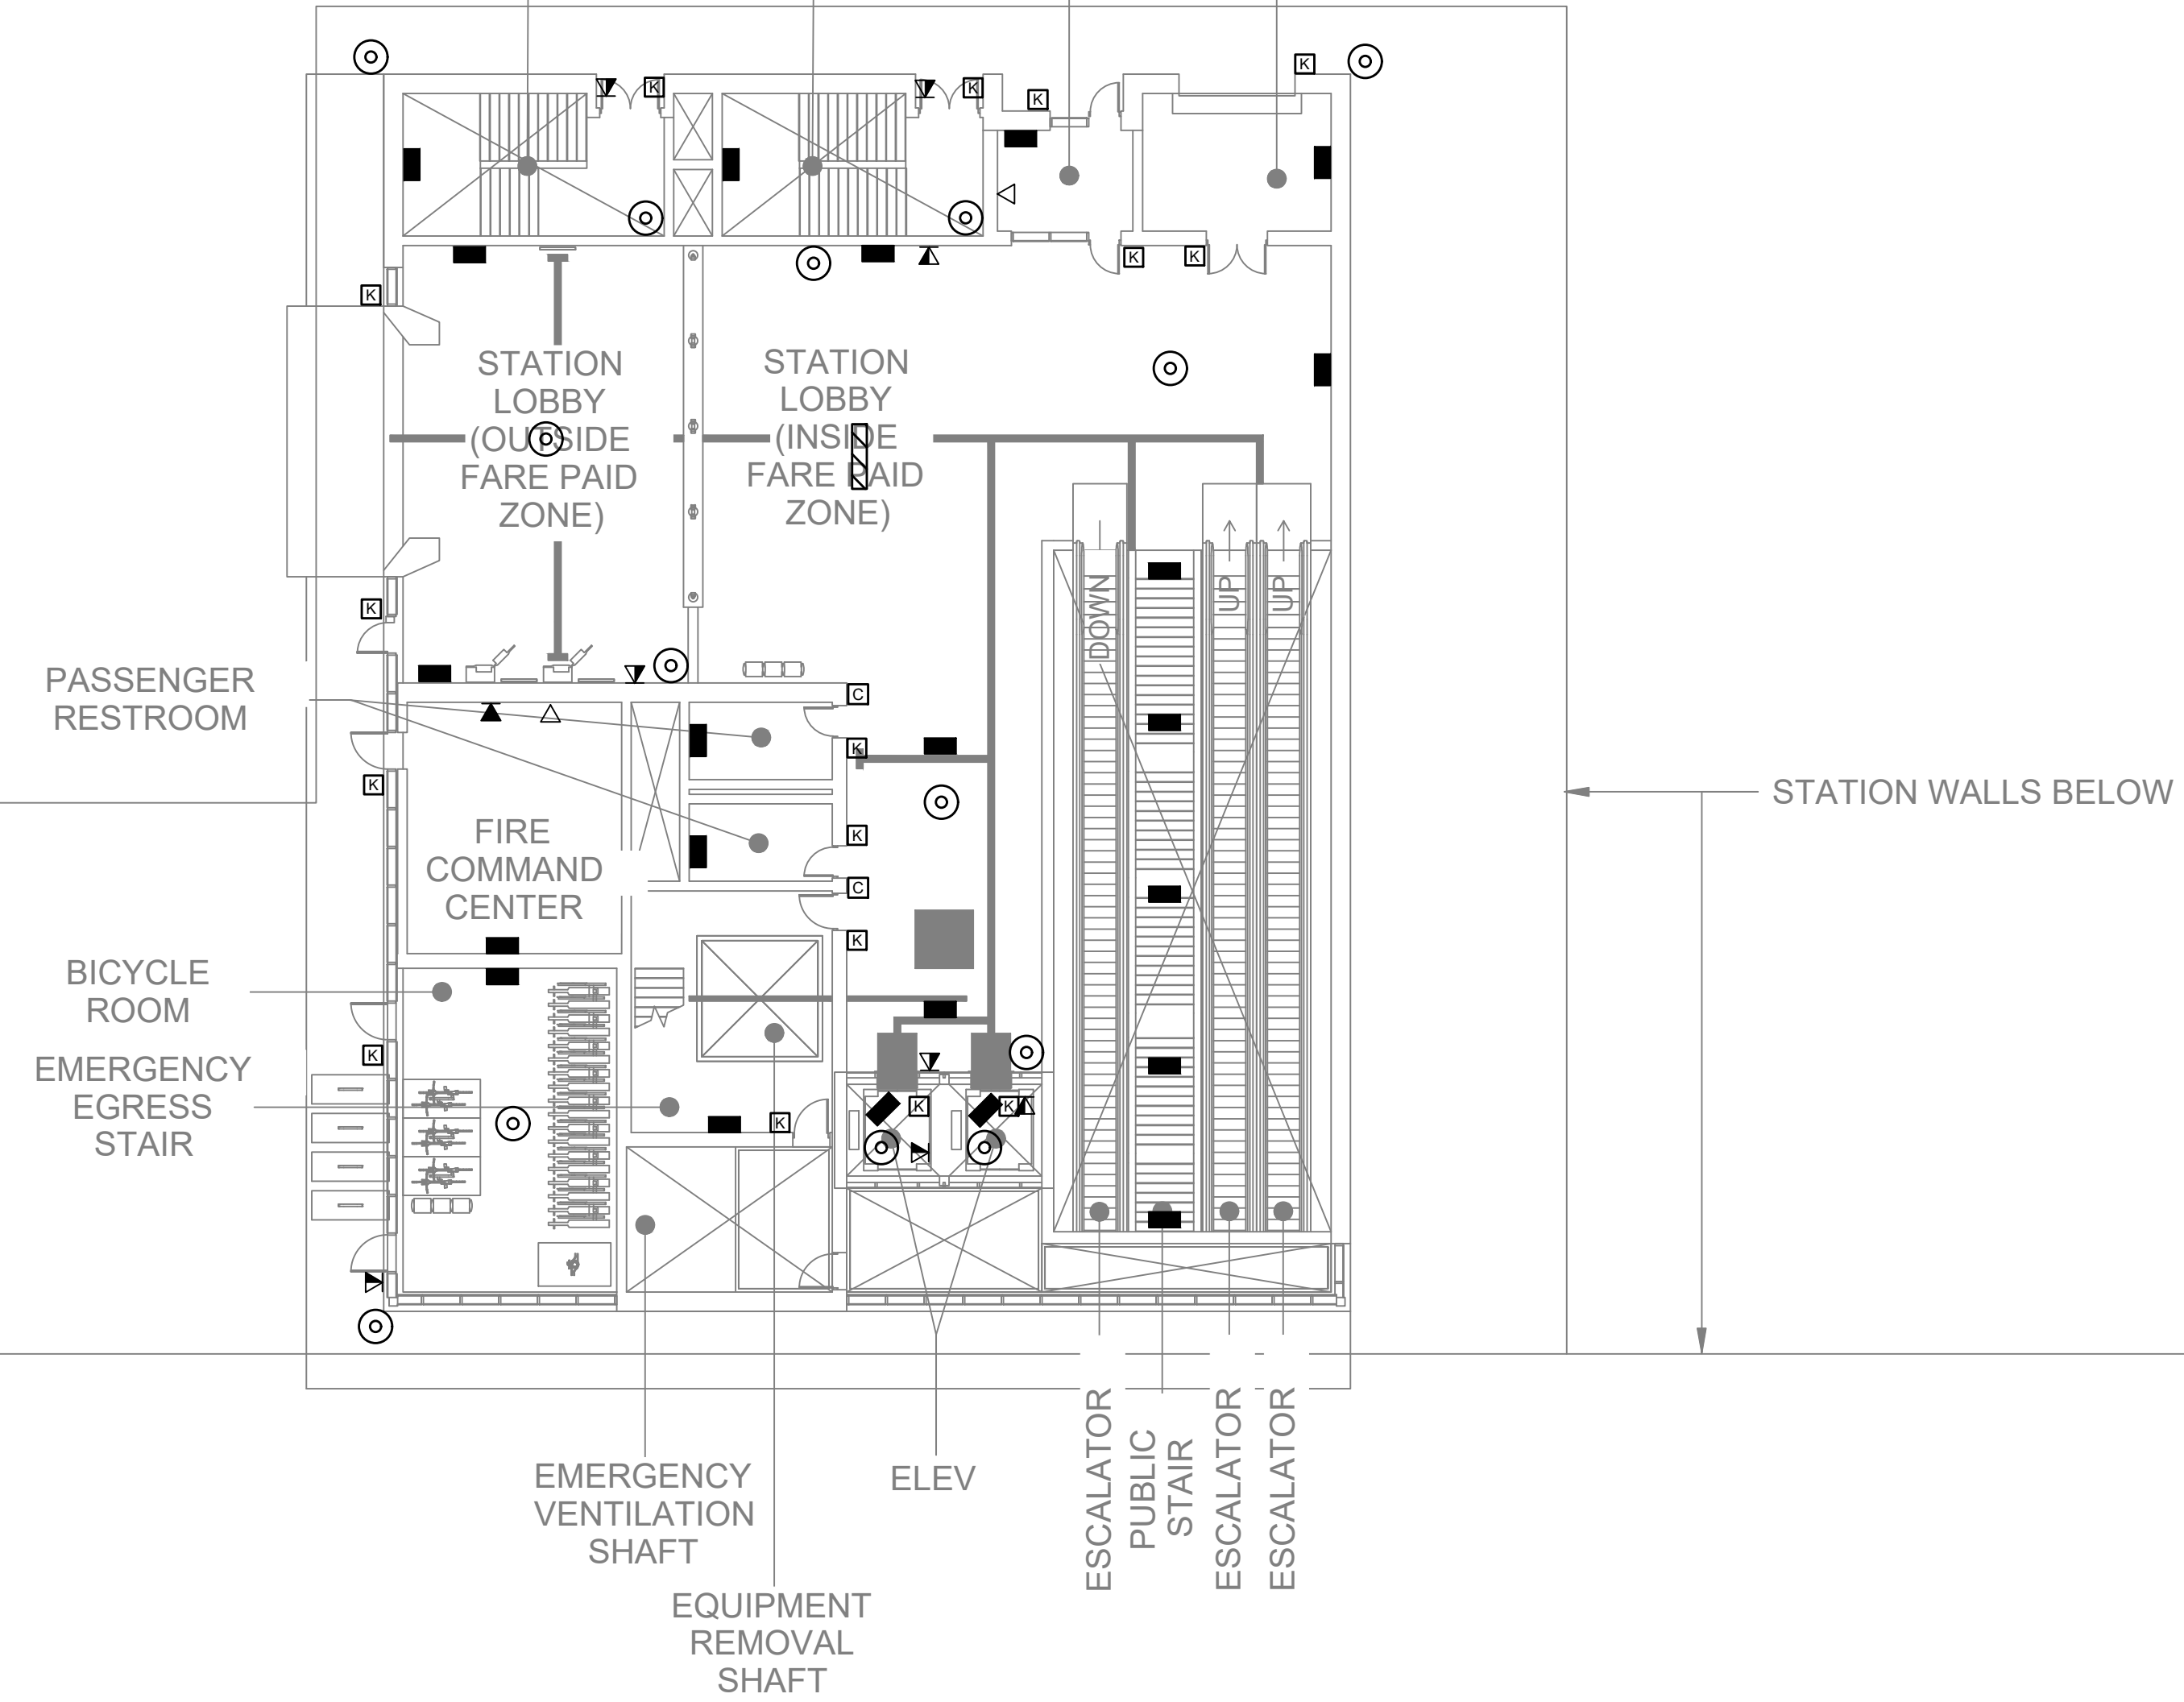 K
K
K
K
K
K
K
K
STATION
LOBBY
(OUTSIDE
FARE PAID
ZONE)
STATION
LOBBY
(INSIDE
FARE PAID
ZONE)
DOWN
UP
UP
K
PASSENGER
RESTROOM
C
K
K
STATION WALLS BELOW
FIRE
COMMAND
CENTER
K
C
K
BICYCLE
ROOM
K
EMERGENCY
EGRESS
STAIR
K
K
K
EMERGENCY
VENTILATION
SHAFT
ELEV
ESCALATOR
PUBLIC
STAIR
ESCALATOR
ESCALATOR
EQUIPMENT
REMOVAL
SHAFT